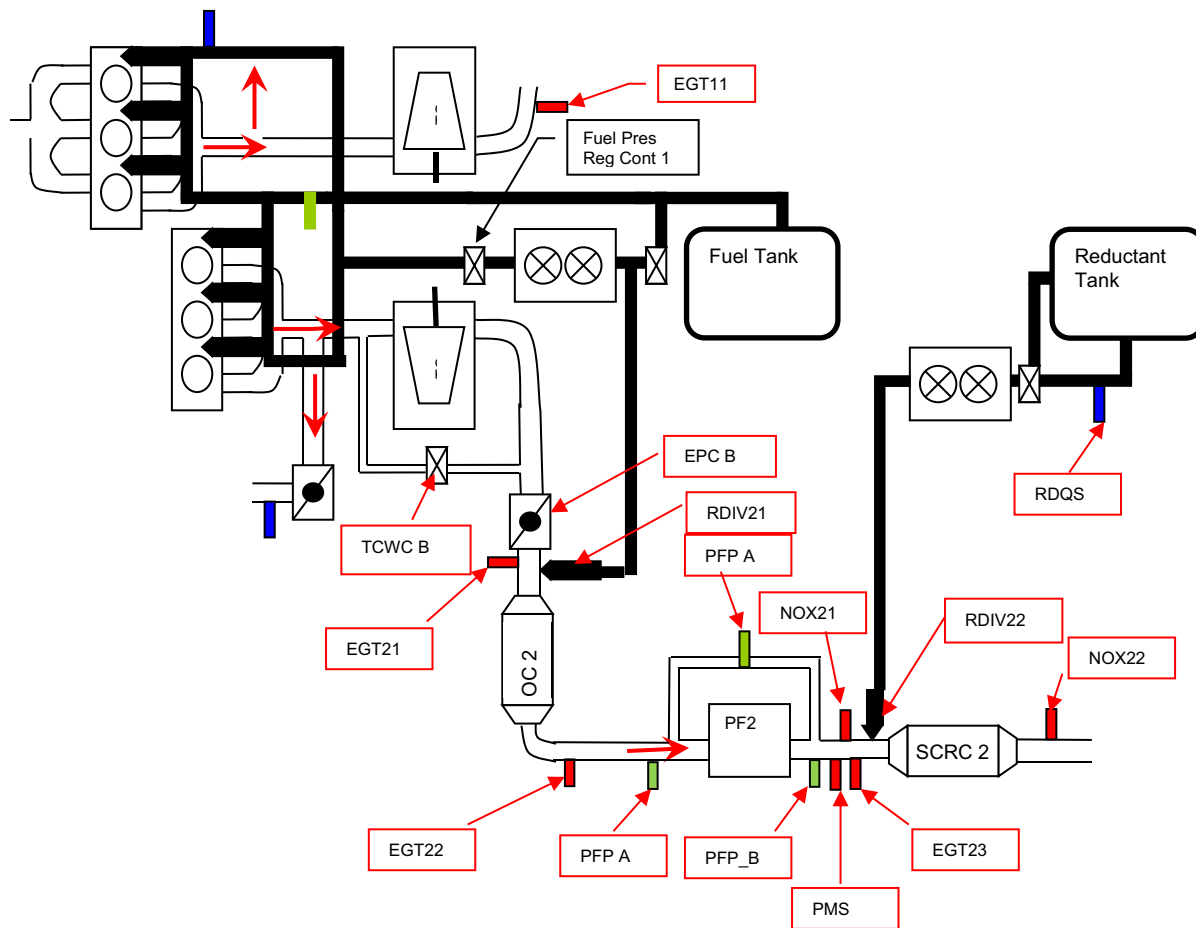 EGT11
Fuel Pres
Reg Cont 1
Fuel Tank
Reductant
Tank
EPC B
RDIV21
TCWC B
PFP A
RDQS
NOX21
RDIV22
EGT21
NOX22
OC 2
PF2
SCRC 2
EGT22
PFP A
PFP_B
EGT23
PMS